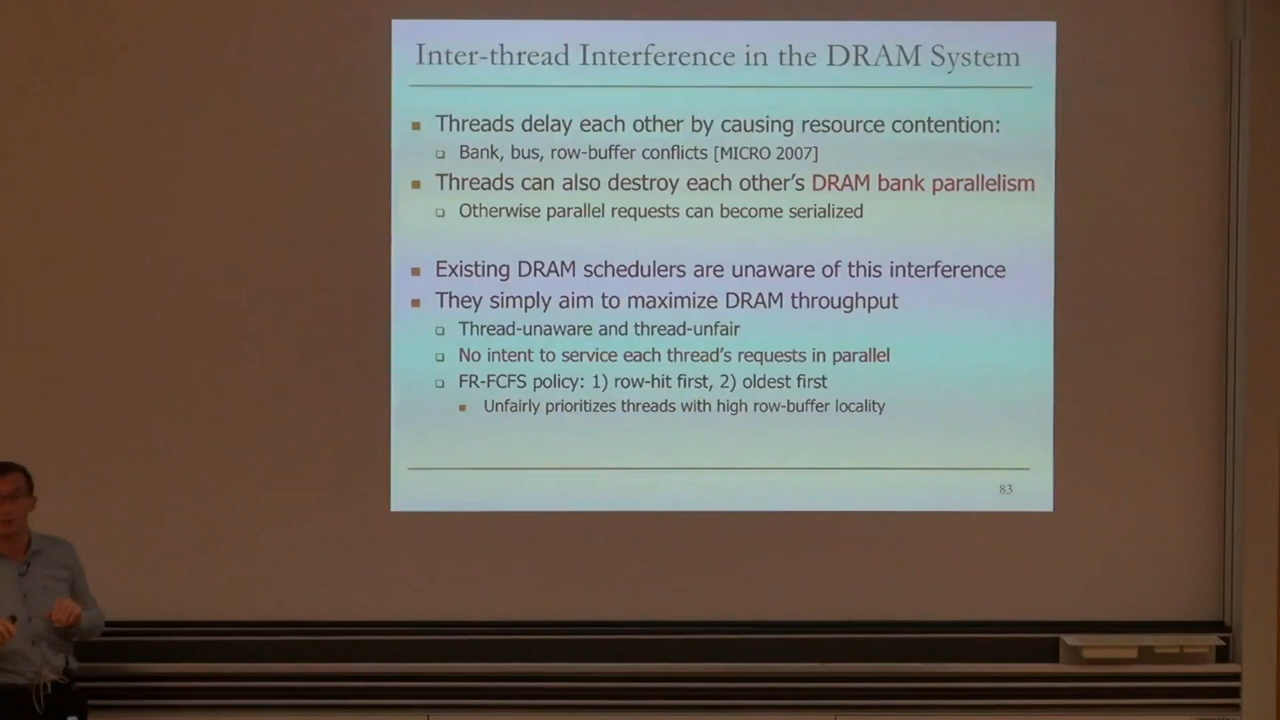 Inter-thread Interference in the DRAM System
Threads delay each other by causing resource contention:
Bank, bus, row-buffer conflicts [MICRO 2007]
Threads can also destroy each other's DRAM bank parallelism
Otherwise parallel requests can become serialized
Existing DRAM schedulers are unaware of this interference
They simply aim to maximize DRAM throughput
Thread-unaware and thread-unfair
No intent to service each thread's requests in parallel
FR-FCFS policy: 1) row-hit first, 2) oldest first
Unfairly prioritizes threads with high row-buffer locality
83